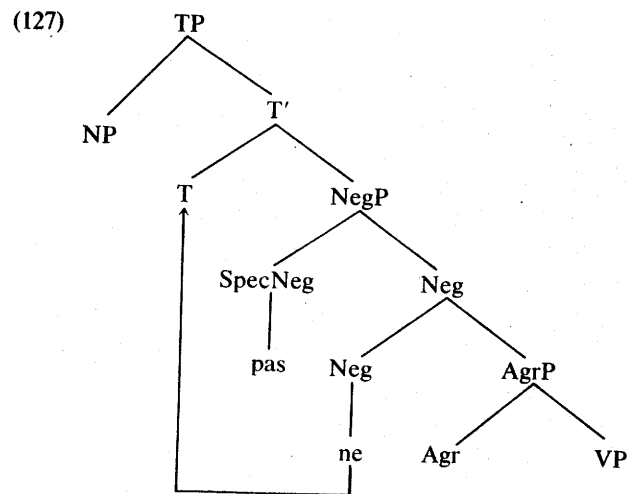 (127) TP
NP T′
T NegP
SpecNeg Neg
pas Neg AgrP
ne Agr VP